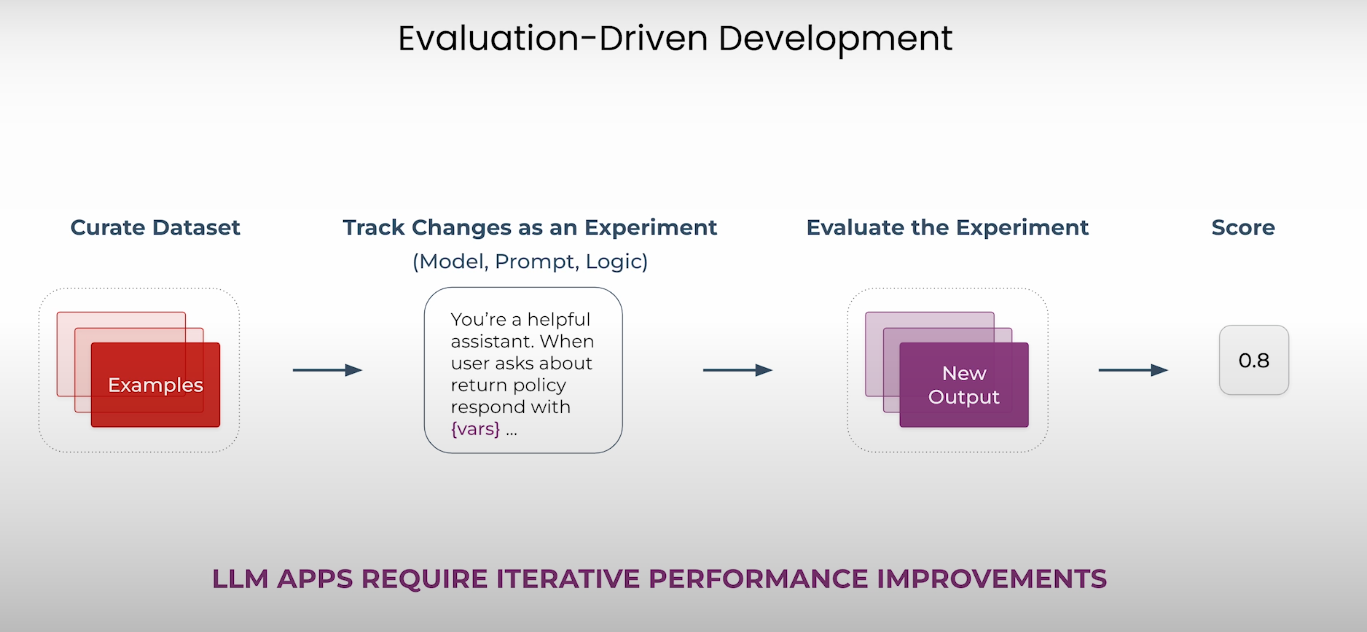 Evaluation-Driven Development
Curate Dataset
Track Changes as an Experiment
(Model, Prompt, Logic)
Evaluate the Experiment
Score
Examples
You’re a helpful
assistant. When
user asks about
return policy
respond with
{vars} ...
New
Output
0.8
LLM APPS REQUIRE ITERATIVE PERFORMANCE IMPROVEMENTS